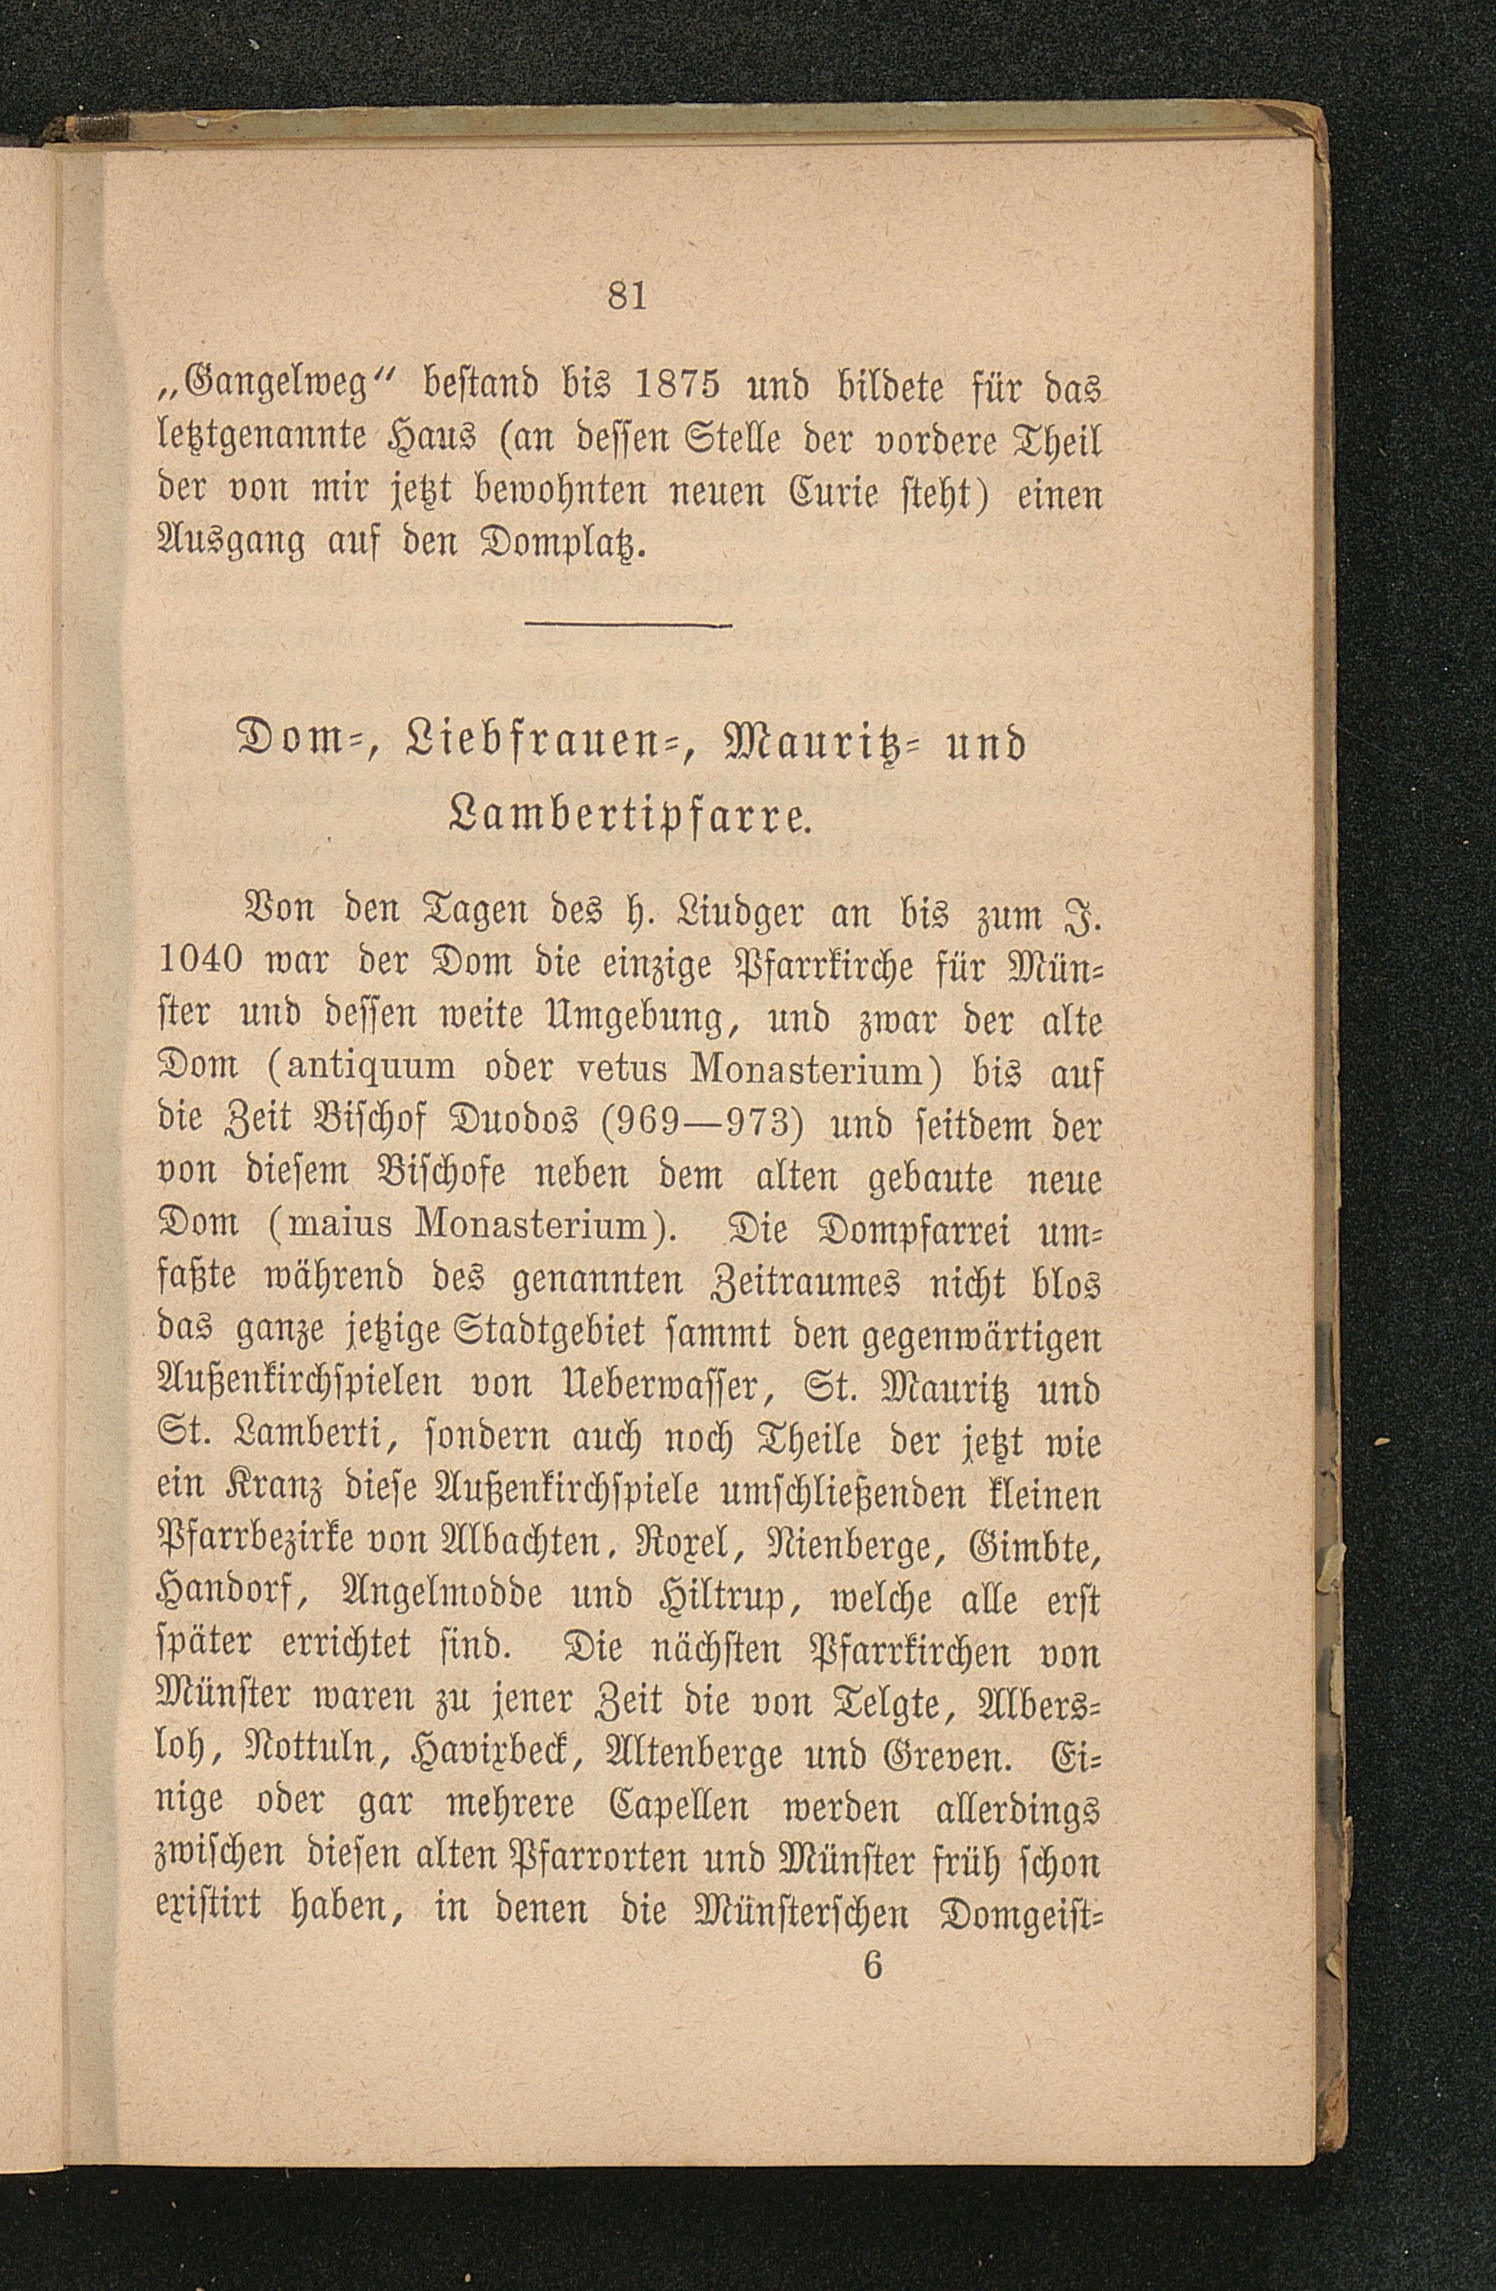 81
„Gangelweg“ bestand bis 1875 und bildete für das
letztgenannte Haus (an dessen Stelle der vordere Theil
der von mir jetzt bewohnten neuen Curie steht) einen
Ausgang auf den Domplatz.
Dom-, Liebfrauen-, Mauritz- und
Lambertipfarre.
Von den Tagen des h. Liudger an bis zum J.
1040 war der Dom die einzige Pfarrkirche für Mün-
ster und dessen weite Umgebung, und zwar der alte
Dom (antiquum oder vetus Monasterium) bis auf
die Zeit Bischof Duodos (969—973) und seitdem der
von diesem Bischofe neben dem alten gebaute neue
Dom (maius Monasterium). Die Dompfarrei um-
faßte während des genannten Zeitraumes nicht blos
das ganze jetzige Stadtgebiet sammt den gegenwärtigen
Außenkirchspielen von Ueberwasser, St. Mauritz und
St. Lamberti, sondern auch noch Theile der jetzt wie
ein Kranz diese Außenkirchspiele umschließenden kleinen
Pfarrbezirke von Albachten, Roxel, Nienberge, Gimbte,
Handorf, Angelmodde und Hiltrup, welche alle erst
später errichtet sind. Die nächsten Pfarrkirchen von
Münster waren zu jener Zeit die von Telgte, Albers-
loh, Nottuln, Havixbeck, Altenberge und Greven. Ei-
nige oder gar mehrere Capellen werden allerdings
zwischen diesen alten Pfarrorten und Münster früh schon
existirt haben, in denen die Münsterschen Domgeist-
6